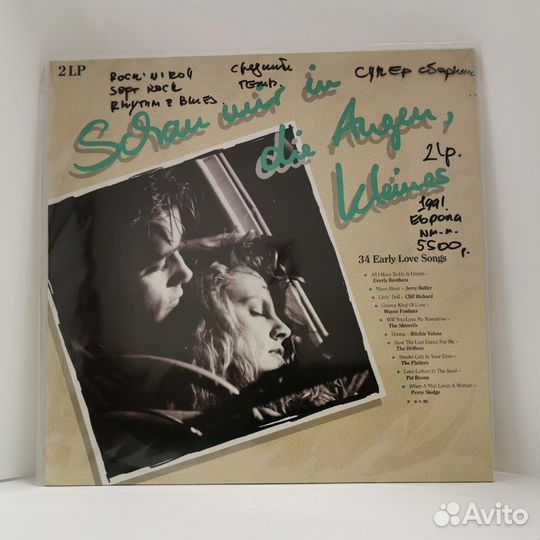 2 LP
ROCK'N'ROLL
SOFT ROCK
RHYTHM & BLUES
Средний
темп.
Супер сборник
Schau mir in
die Augen,
Kleines
2 Lp.
1991.
Европа
5500 р.
34 Early Love Songs
All I Have To Do Is Dream –
Everly Brothers
Moon River – Jerry Butler
Livin' Doll – Cliff Richard
Groovy Kind Of Love –
Wayne Fontana
Will You Love Me Tomorrow –
The Shirrels
Donna – Ritchie Valens
Save The Last Dance For Me –
The Drifters
Smoke Gets In Your Eyes –
The Platters
Love Letters In The Sand –
Pat Boone
When A Man Loves A Woman –
Percy Sledge
u. v. m.
Avito